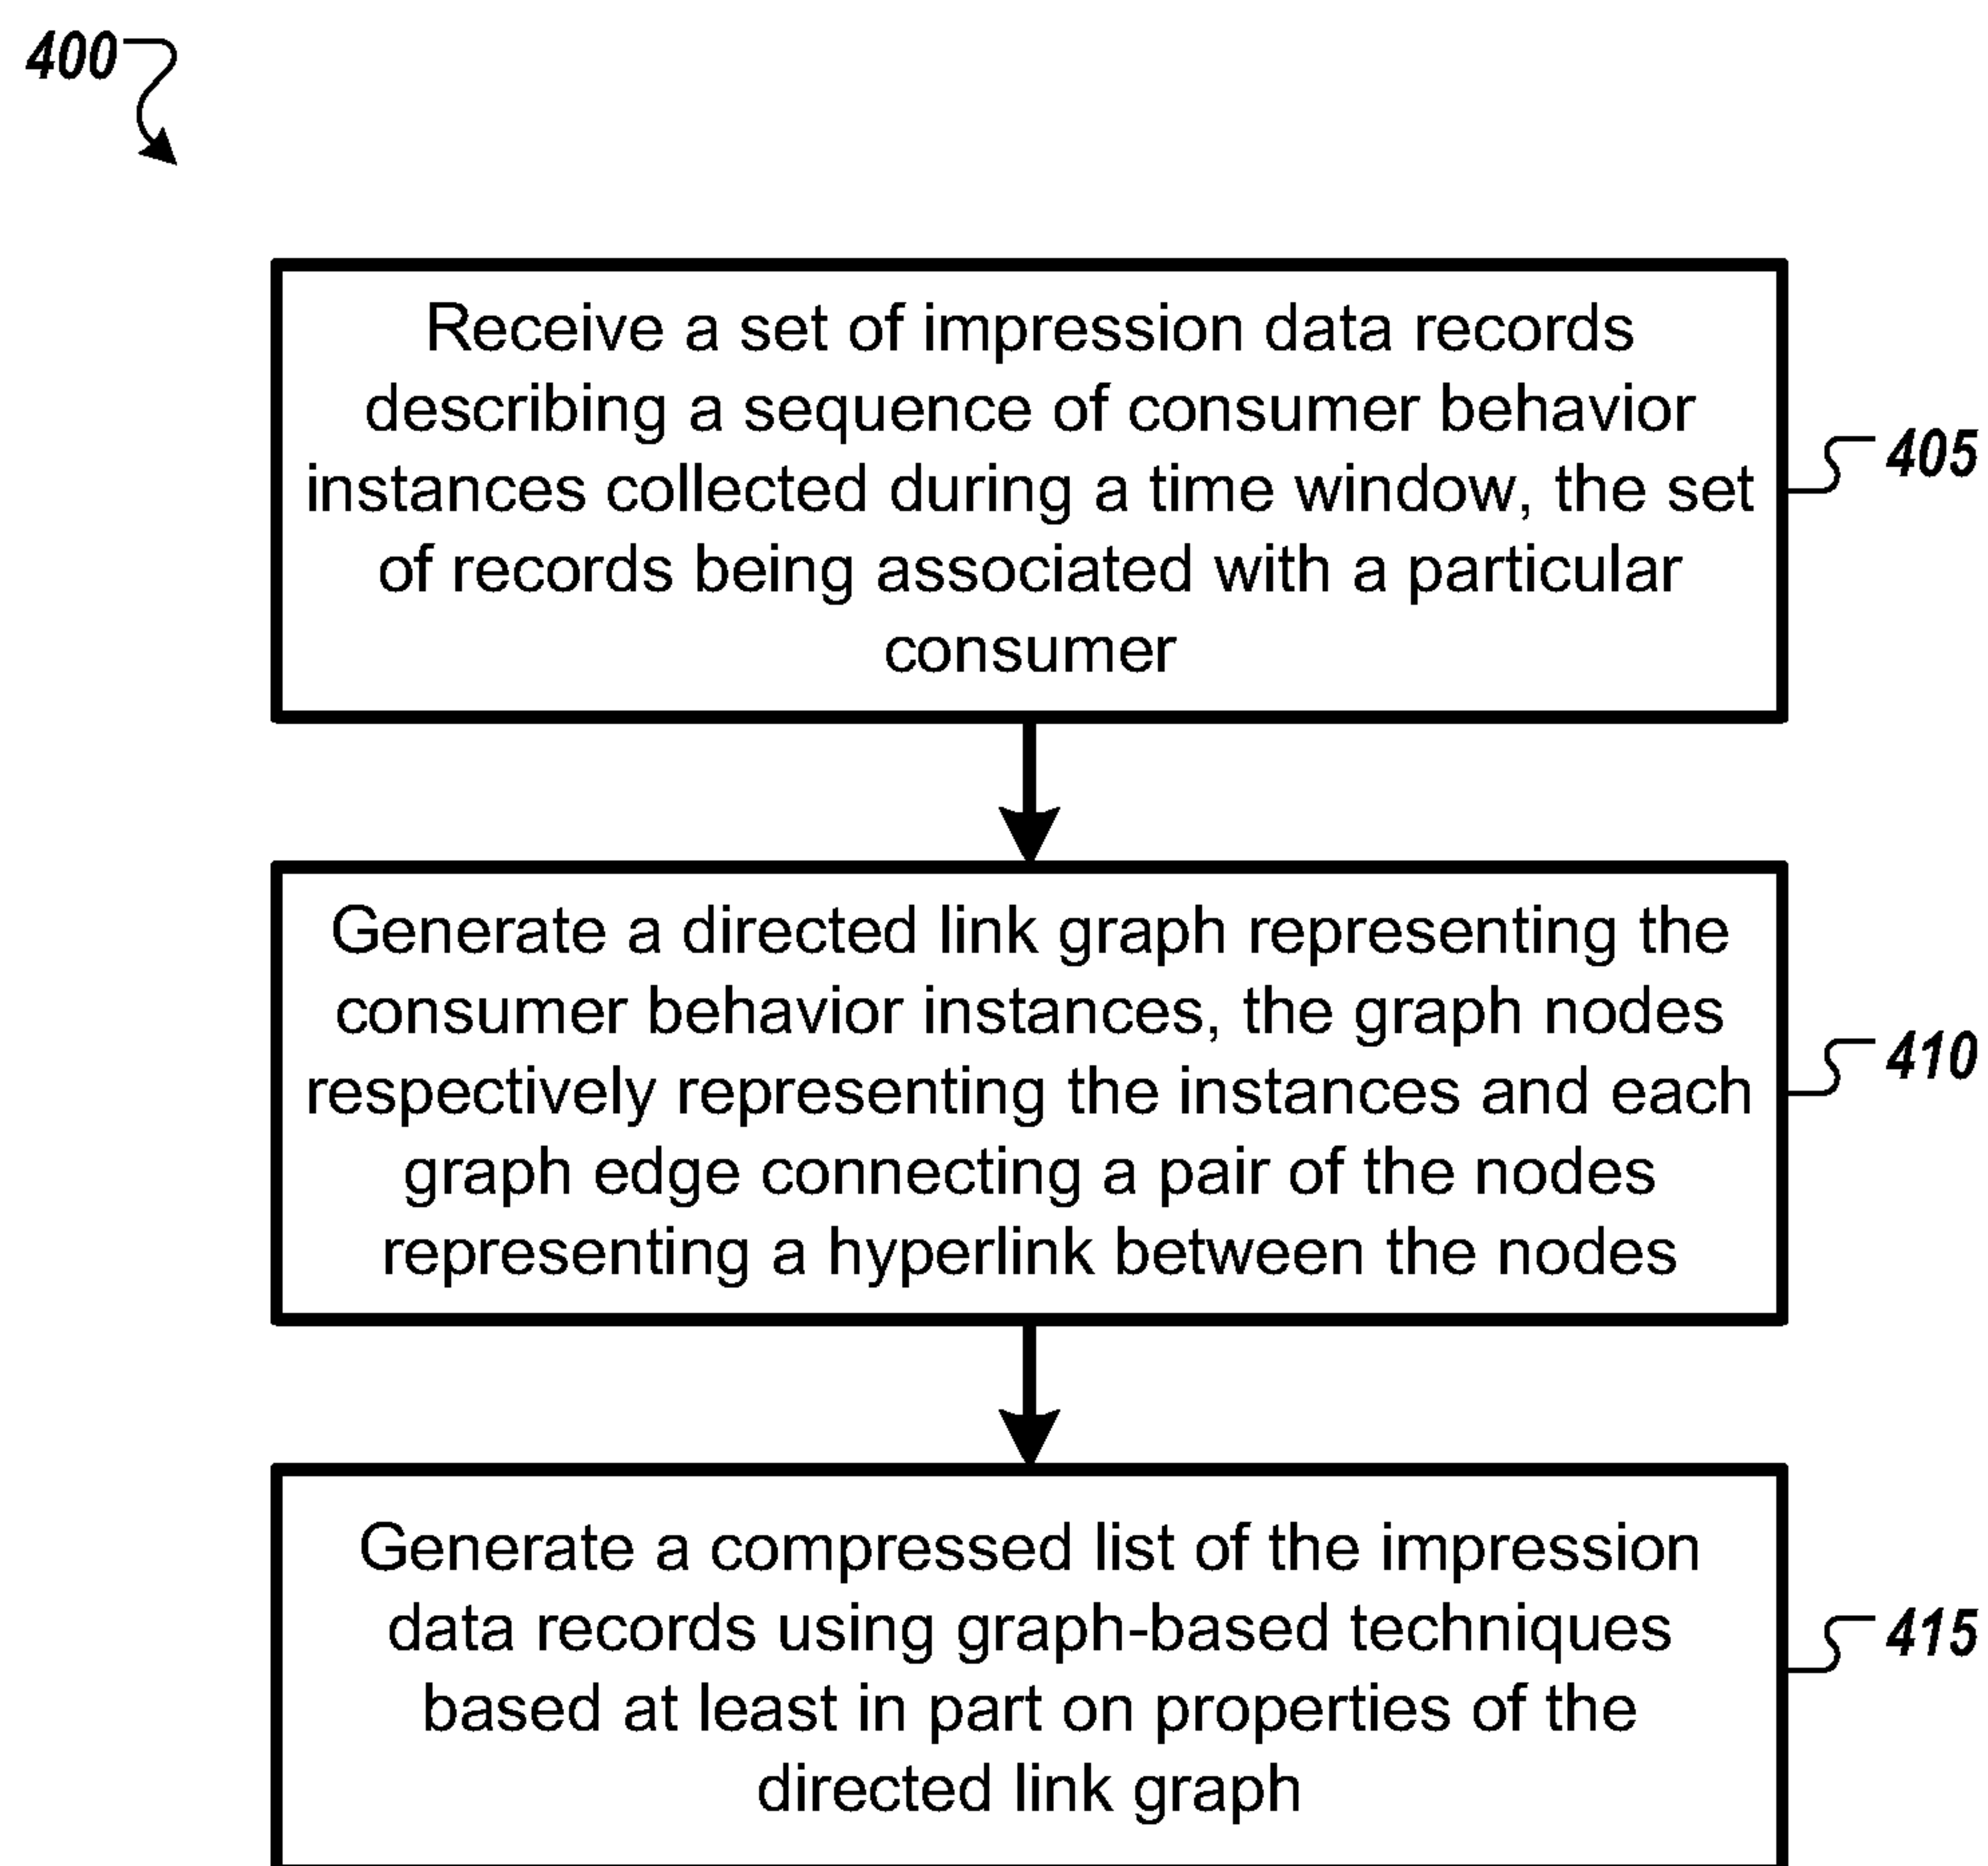 400
Receive a set of impression data records
describing a sequence of consumer behavior
instances collected during a time window, the set
of records being associated with a particular
consumer
405
Generate a directed link graph representing the
consumer behavior instances, the graph nodes
respectively representing the instances and each
graph edge connecting a pair of the nodes
representing a hyperlink between the nodes
410
Generate a compressed list of the impression
data records using graph-based techniques
based at least in part on properties of the
directed link graph
415